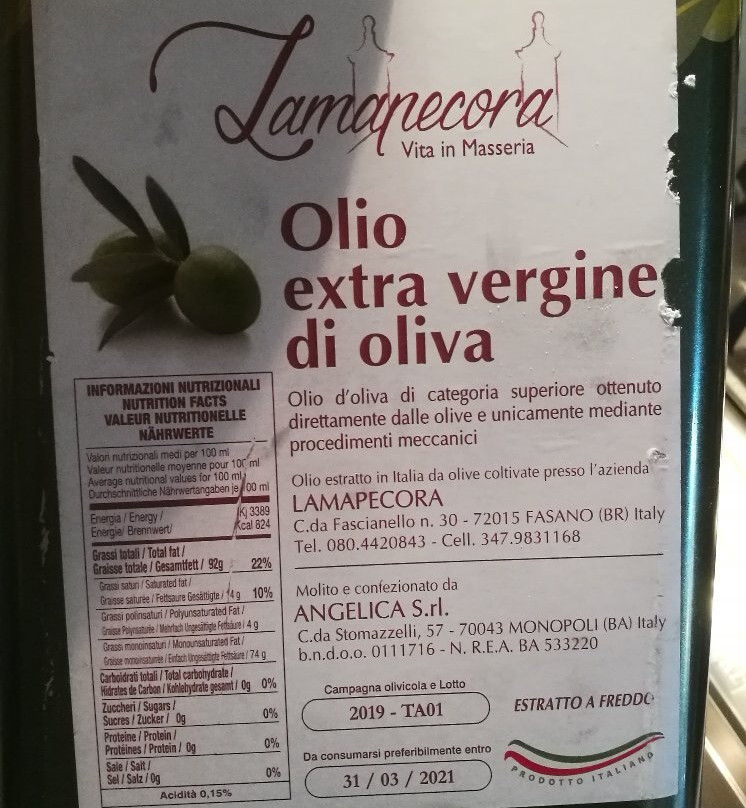 Lamapecora
Vita in Masseria
Olio
extra vergine
di oliva
INFORMAZIONI NUTRIZIONALI
NUTRITION FACTS
VALEUR NUTRITIONELLE
NÄHRWERTE
Valori nutrizionali medi per 100 ml
Valeur nutritionelle moyenne pour 100 ml
Average nutritional values for 100 ml
Durchschnittliche Nährwertangaben je 100 ml
Energia / Energy / Kj 3389
Energie/ Brennwert/ Kcal 824
Grassi totali / Total fat /
Graisse totale / Gesamtfett / 92g 22%
Grassi saturi / Saturated fat /
Graisse saturée / Fettsaure Gesättigte / 14 g 10%
Grassi polinsaturi / Polyunsaturated Fat /
Graisse Polynsaturée / Mehrfach Ungesättigte Fettsäure / 4 g
Grassi monoinsaturi / Monounsaturated Fat /
Graisse monoinsaturée / Einfach Ungesättigte Fettsäure / 74 g
Carboidrati totali / Total carbohydrate /
Hidrates de Carbon / Kohlehydrate gesamt / 0g 0%
Zuccheri / Sugars /
Sucres / Zucker / 0g 0%
Proteine / Protein /
Protéines / Protein / 0g 0%
Sale / Salt /
Sel / Salz / 0g 0%
Acidità 0,15%
Olio d'oliva di categoria superiore ottenuto
direttamente dalle olive e unicamente mediante
procedimenti meccanici
Olio estratto in Italia da olive coltivate presso l'azienda
LAMAPECORA
C.da Fascianello n. 30 - 72015 FASANO (BR) Italy
Tel. 080.4420843 - Cell. 347.9831168
Molito e confezionato da
ANGELICA S.rl.
C.da Stomazzelli, 57 - 70043 MONOPOLI (BA) Italy
b.n.d.o.o. 0111716 - N. R.E.A. BA 533220
Campagna olivicola e Lotto
2019 - TA01
ESTRATTO A FREDDO
Da consumarsi preferibilmente entro
31 / 03 / 2021
PRODOTTO ITALIANO